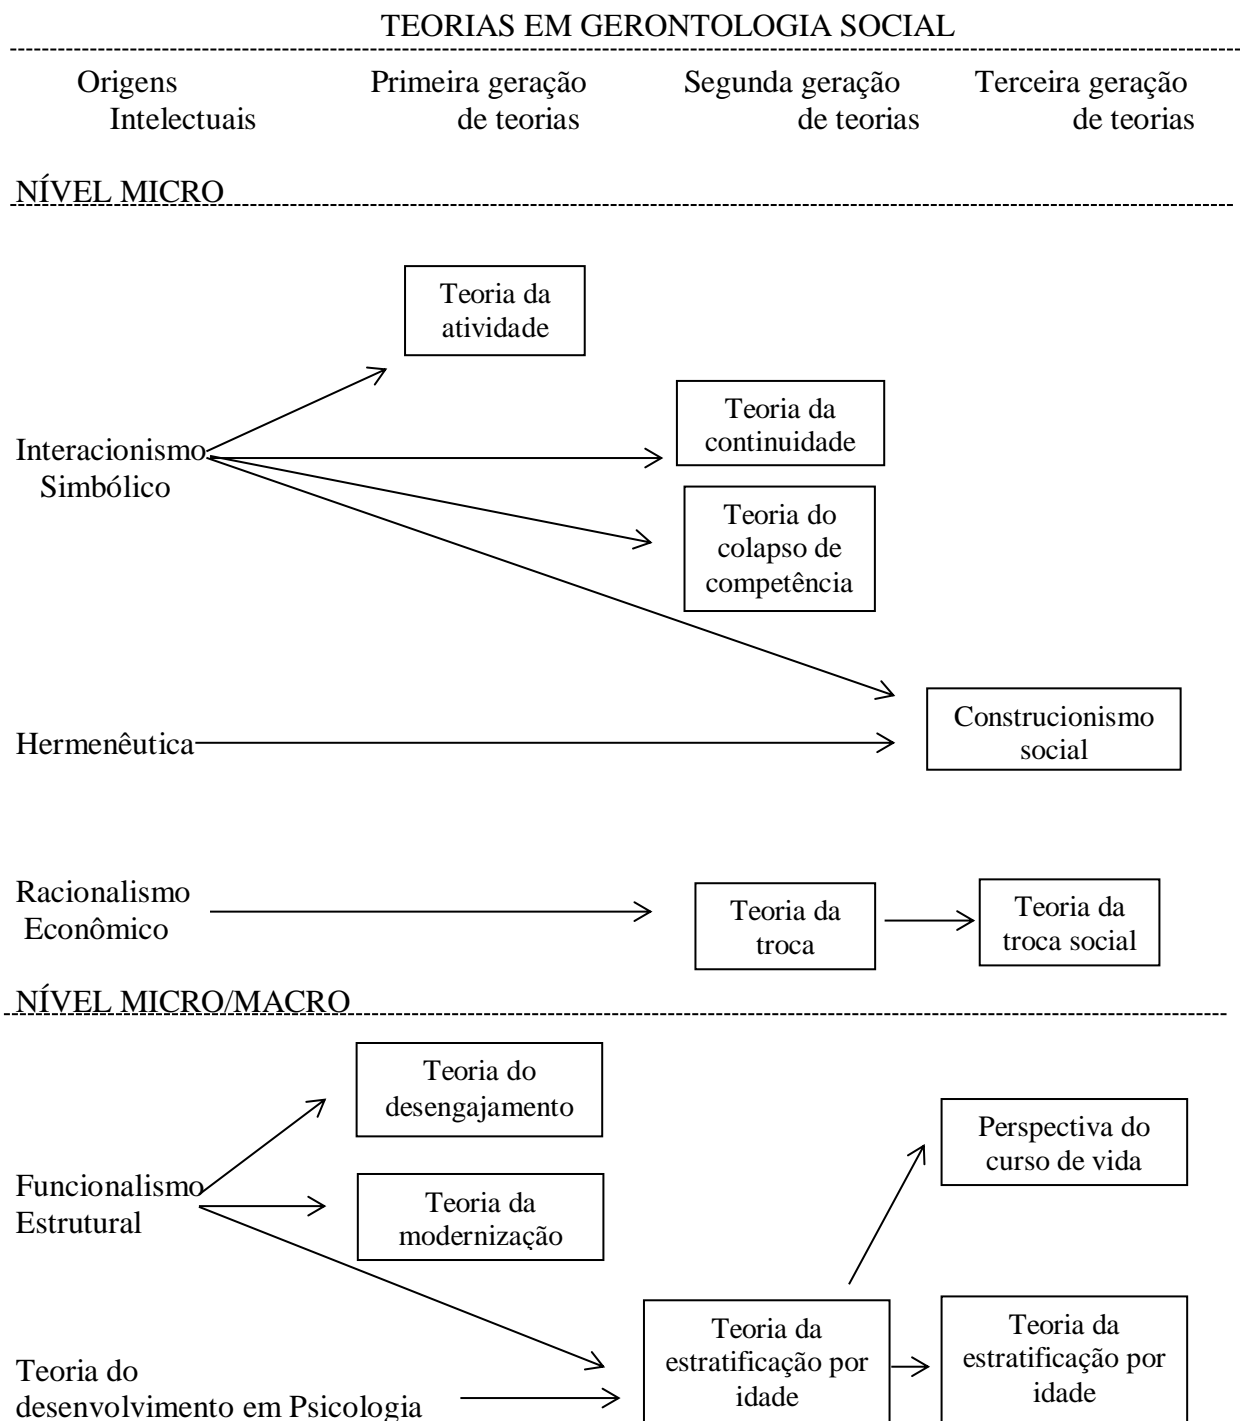 TEORIAS EM GERONTOLOGIA SOCIAL
Origens
Intelectuais
Primeira geração
de teorias
Segunda geração
de teorias
Terceira geração
de teorias
NÍVEL MICRO
Teoria da
atividade
Teoria da
continuidade
Interacionismo
Simbólico
Teoria do
colapso de
competência
Construcionismo
social
Hermenêutica
Racionalismo
Econômico
Teoria da
troca
Teoria da
troca social
NÍVEL MICRO/MACRO
Teoria do
desengajamento
Perspectiva do
curso de vida
Funcionalismo
Estrutural
Teoria da
modernização
Teoria da
estratificação por
idade
Teoria da
estratificação por
idade
Teoria do
desenvolvimento em Psicologia